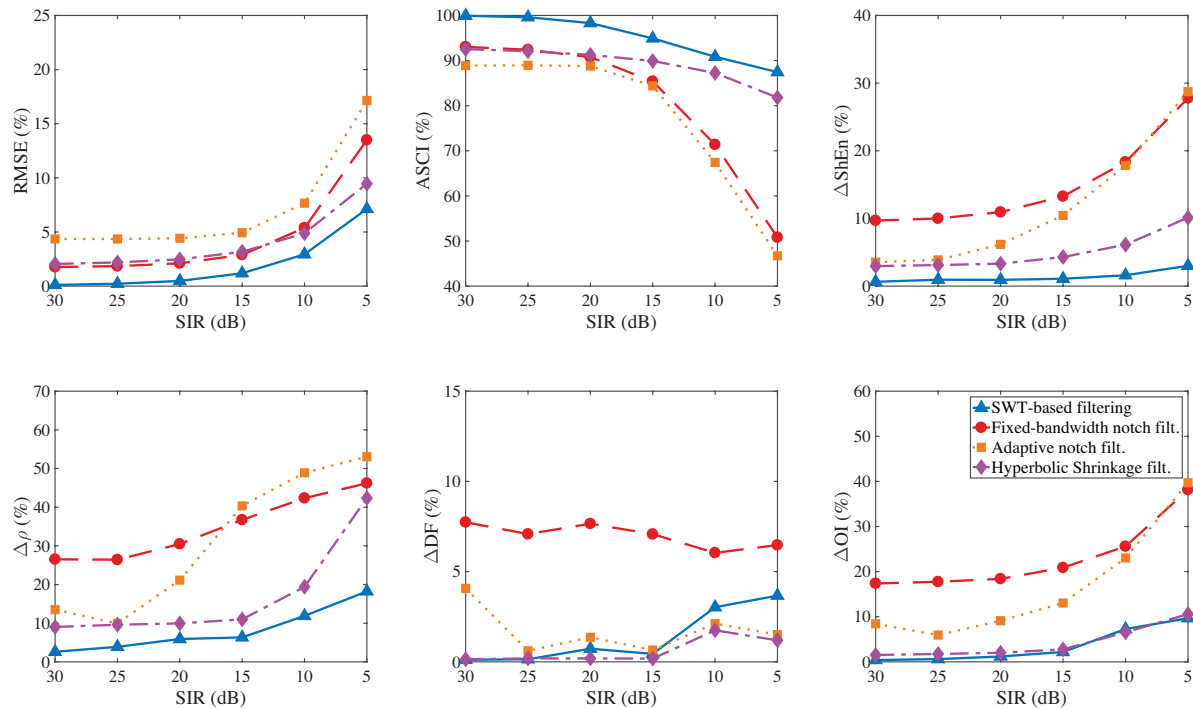 25
20
15
10
5
0
RMSE (%)
30 25 20 15 10 5
SIR (dB)
100
90
80
70
60
50
40
ASCI (%)
30 25 20 15 10 5
SIR (dB)
40
30
20
10
0
ΔShEn (%)
30 25 20 15 10 5
SIR (dB)
70
60
50
40
30
20
10
0
Δρ (%)
30 25 20 15 10 5
SIR (dB)
15
10
5
0
ΔDF (%)
30 25 20 15 10 5
SIR (dB)
60
50
40
30
20
10
0
ΔOI (%)
SWT-based filtering
Fixed-bandwidth notch filt.
Adaptive notch filt.
Hyperbolic Shrinkage filt.
30 25 20 15 10 5
SIR (dB)